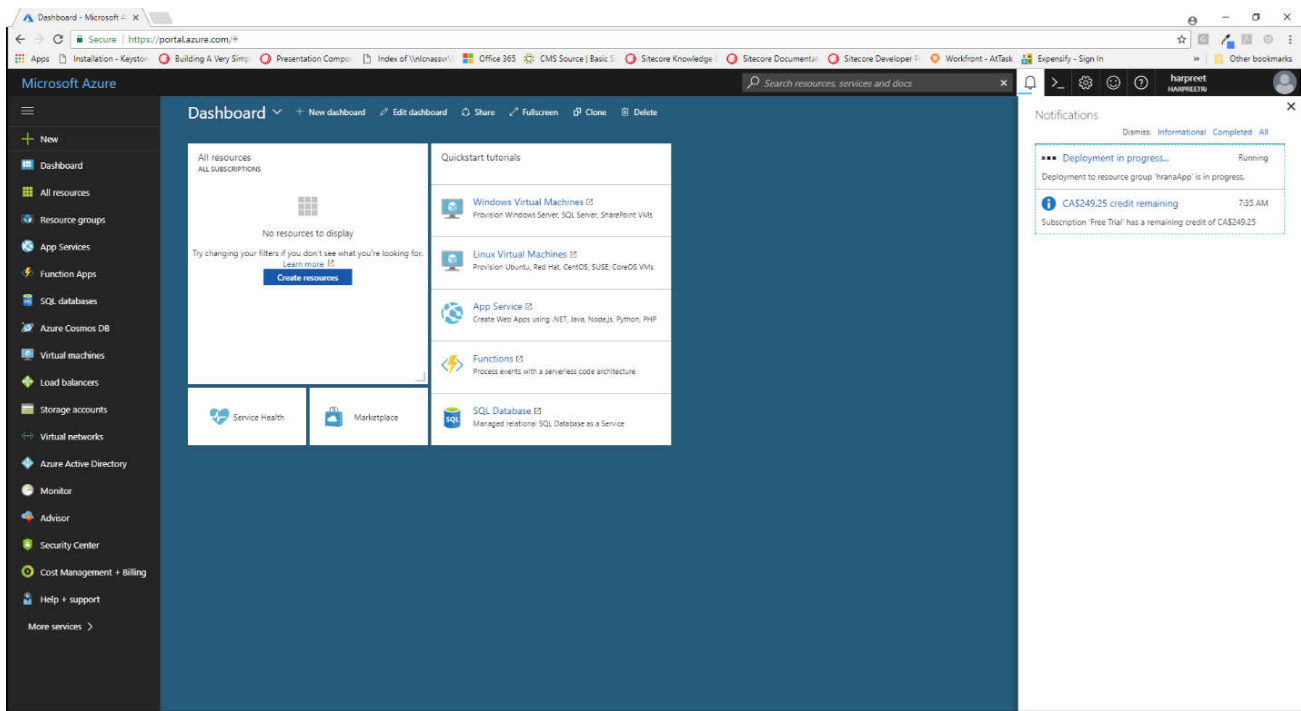 Dashboard - Microsoft A
Secure | https://portal.azure.com/#
Apps Installation - Keyston Building A Very Simp Presentation Compo Index of \\nlcnassvr\ Office 365 CMS Source | Basic S Sitecore Knowledge Sitecore Documentat Sitecore Developer Workfront - AtTask Expensify - Sign In » Other bookmarks
Microsoft Azure
Search resources, services and docs
harpreet
Dashboard
+ New dashboard
Edit dashboard
Share
Fullscreen
Clone
Delete
New
Dashboard
All resources
Resource groups
App Services
Function Apps
SQL databases
Azure Cosmos DB
Virtual machines
Load balancers
Storage accounts
Virtual networks
Azure Active Directory
Monitor
Advisor
Security Center
Cost Management + Billing
Help + support
More services >
All resources
ALL SUBSCRIPTIONS
No resources to display
Try changing your filters if you don't see what you're looking for.
Learn more
Create resources
Service Health
Marketplace
Quickstart tutorials
Windows Virtual Machines
Provision Windows Server, SQL Server, SharePoint VMs
Linux Virtual Machines
Provision Ubuntu, Red Hat, CentOS, SUSE, CoreOS VMs
App Service
Create Web Apps using .NET, Java, Node.js, Python, PHP
Functions
Process events with a serverless code architecture
SQL Database
Managed relational SQL Database as a Service
Notifications
Dismiss: Informational Completed All
Deployment in progress... Running
Deployment to resource group 'hranaApp' is in progress.
CA$249.25 credit remaining 7:35 AM
Subscription 'Free Trial' has a remaining credit of CA$249.25